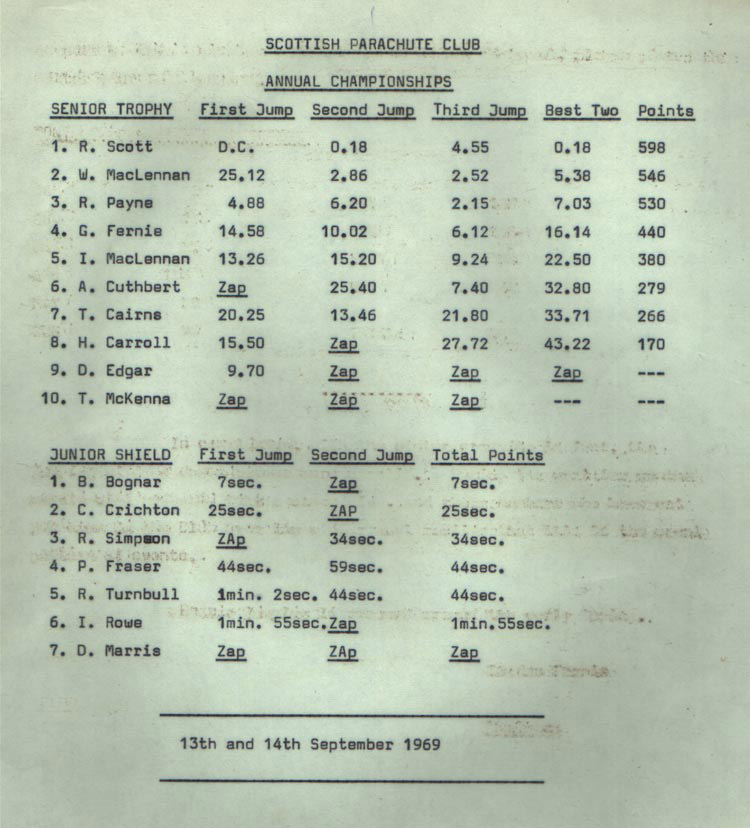 SCOTTISH PARACHUTE CLUB
ANNUAL CHAMPIONSHIPS
SENIOR TROPHY First Jump Second Jump Third Jump Best Two Points
1. R. Scott D.C. 0.18 4.55 0.18 598
2. W. MacLennan 25.12 2.86 2.52 5.38 546
3. R. Payne 4.88 6.20 2.15 7.03 530
4. G. Fernie 14.58 10.02 6.12 16.14 440
5. I. MacLennan 13.26 15.20 9.24 22.50 380
6. A. Cuthbert Zap 25.40 7.40 32.80 279
7. T. Cairns 20.25 13.46 21.80 33.71 266
8. H. Carroll 15.50 Zap 27.72 43.22 170
9. D. Edgar 9.70 Zap Zap Zap ---
10. T. McKenna Zap Zap Zap --- ---
JUNIOR SHIELD First Jump Second Jump Total Points
1. B. Bognar 7sec. Zap 7sec.
2. C. Crichton 25sec. ZAP 25sec.
3. R. Simpson ZAp 34sec. 34sec.
4. P. Fraser 44sec. 59sec. 44sec.
5. R. Turnbull 1min. 2sec. 44sec. 44sec.
6. I. Rowe 1min. 55sec. Zap 1min.55sec.
7. D. Marris Zap ZAp Zap
13th and 14th September 1969